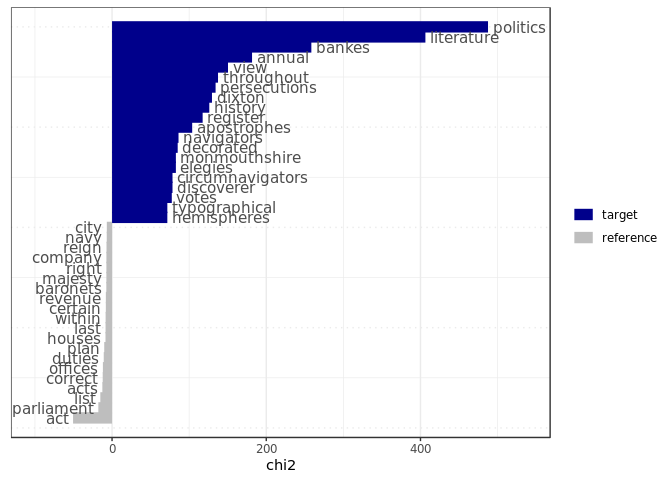 politics
literature
bankes
annual
view
throughout
persecutions
dixton
history
register
apostrophes
navigators
decorated
monmouthshire
elegies
circumnavigators
discoverer
votes
typographical
hemispheres
city
navy
reign
company
right
majesty
baronets
revenue
certain
within
last
houses
plan
duties
offices
correct
acts
list
parliament
act
target
reference
0 200 400
chi2